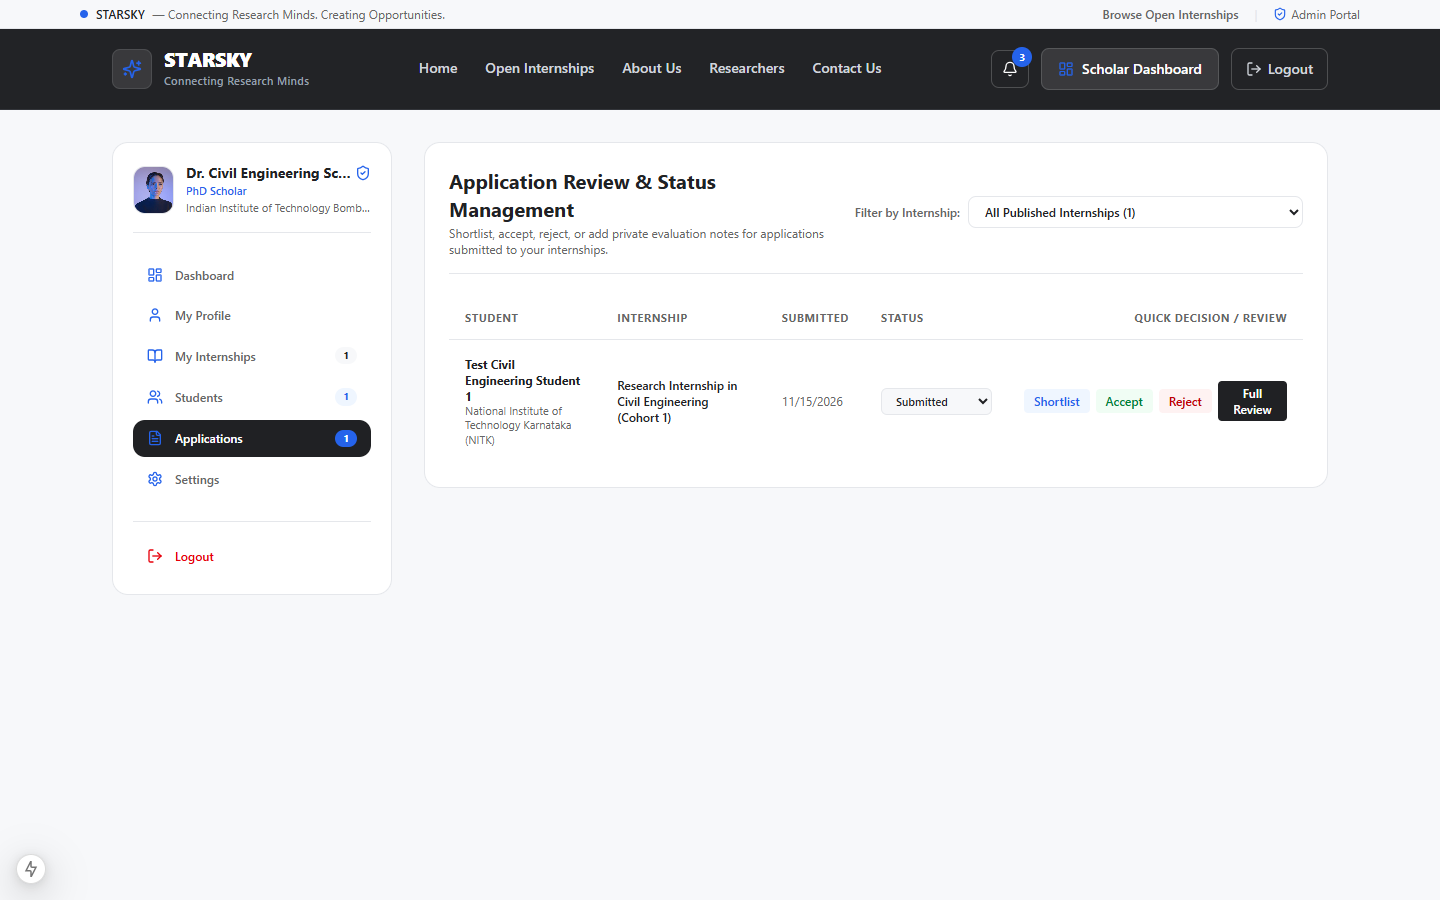 STARSKY — Connecting Research Minds. Creating Opportunities.
Browse Open Internships | Admin Portal
STARSKY
Connecting Research Minds
Home
Open Internships
About Us
Researchers
Contact Us
3
Scholar Dashboard
Logout
Dr. Civil Engineering Sc...
PhD Scholar
Indian Institute of Technology Bomb...
Dashboard
My Profile
My Internships 1
Students 1
Applications 1
Settings
Logout
Application Review & Status
Management
Shortlist, accept, reject, or add private evaluation notes for applications
submitted to your internships.
Filter by Internship: All Published Internships (1)
STUDENT INTERNSHIP SUBMITTED STATUS QUICK DECISION / REVIEW
Test Civil
Engineering Student
1
National Institute of
Technology Karnataka
(NITK)
Research Internship in
Civil Engineering
(Cohort 1)
11/15/2026
Submitted
Shortlist
Accept
Reject
Full
Review